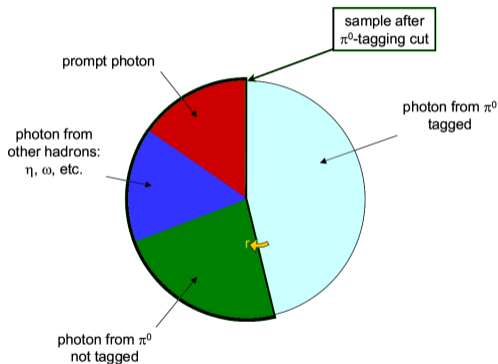 sample after
π⁰-tagging cut
prompt photon
photon from π⁰
tagged
photon from
other hadrons:
η, ω, etc.
r
photon from π⁰
not tagged